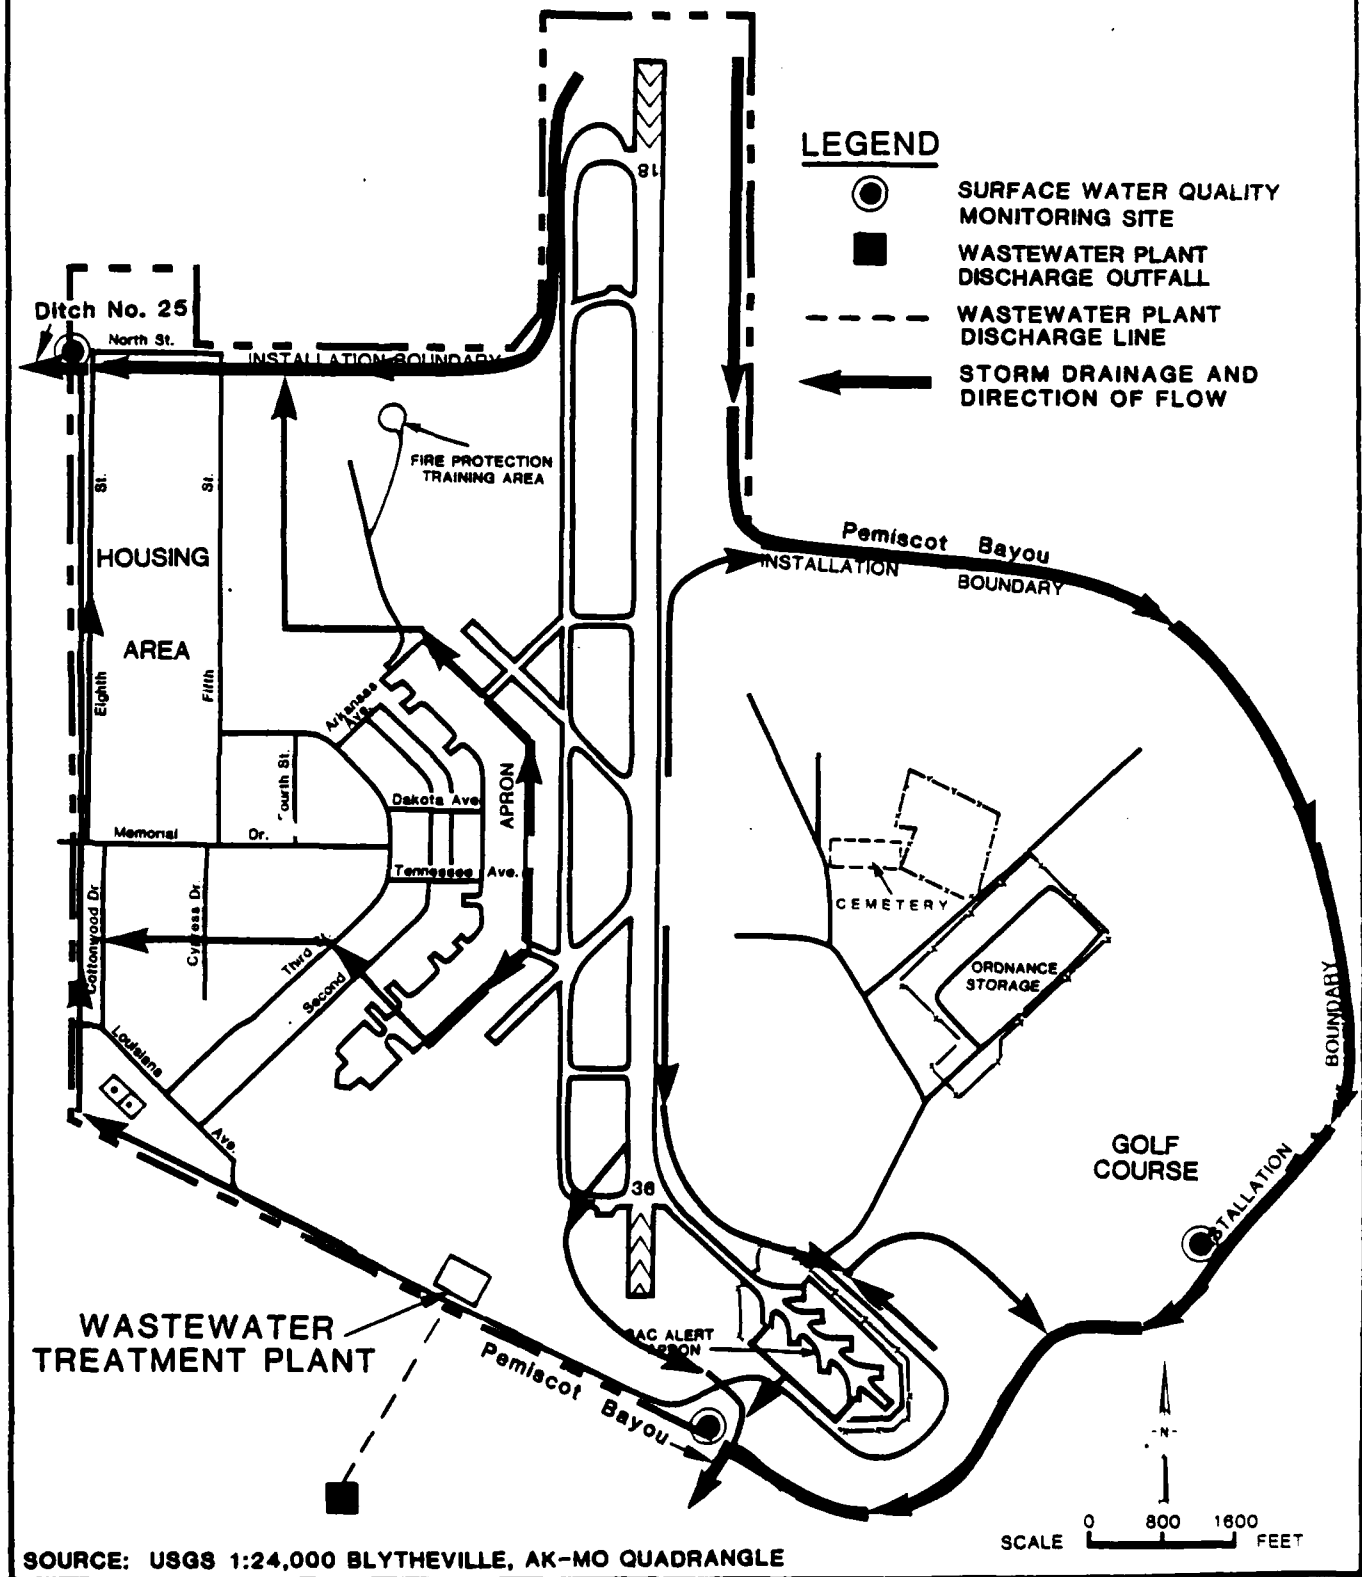 LEGEND
SURFACE WATER QUALITY
MONITORING SITE
WASTEWATER PLANT
DISCHARGE OUTFALL
WASTEWATER PLANT
DISCHARGE LINE
STORM DRAINAGE AND
DIRECTION OF FLOW
18
Ditch No. 25
North St.
INSTALLATION BOUNDARY
FIRE PROTECTION
TRAINING AREA
St.
St.
HOUSING
AREA
Eighth
Fifth
Pemiscot Bayou
INSTALLATION BOUNDARY
Arkansas
Ave.
Fourth St.
Dakota Ave
APRON
Memorial Dr.
Tennessee Ave.
CEMETERY
Cottonwood Dr
Cypress Dr
Third
Second
ORDNANCE
STORAGE
BOUNDARY
Louisiana
Ave.
GOLF
COURSE
STALLATION
36
WASTEWATER
TREATMENT PLANT
SAC ALERT
APRON
Pemiscot Bayou
-N-
0 800 1600
SCALE FEET
SOURCE: USGS 1:24,000 BLYTHEVILLE, AK-MO QUADRANGLE